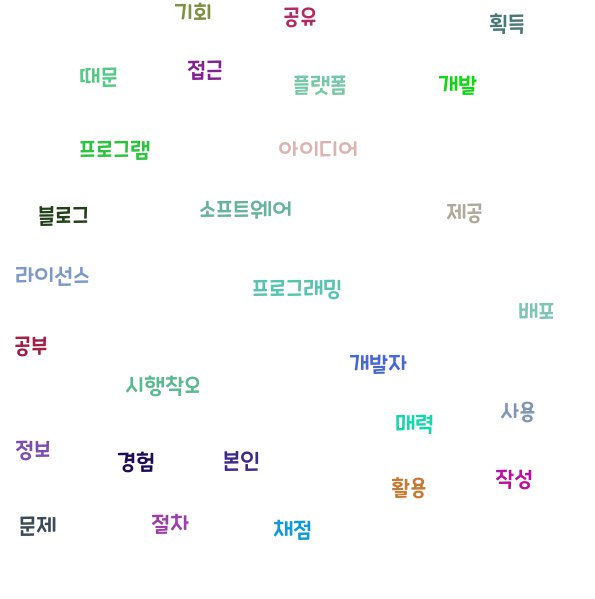 기회
공유
획득
때문
접근
플랫폼
개발
프로그램
아이디어
블로그
소프트웨어
제공
라이선스
프로그래밍
배포
공부
시행착오
개발자
매력
사용
정보
경험
본인
활용
작성
문제
절차
채점